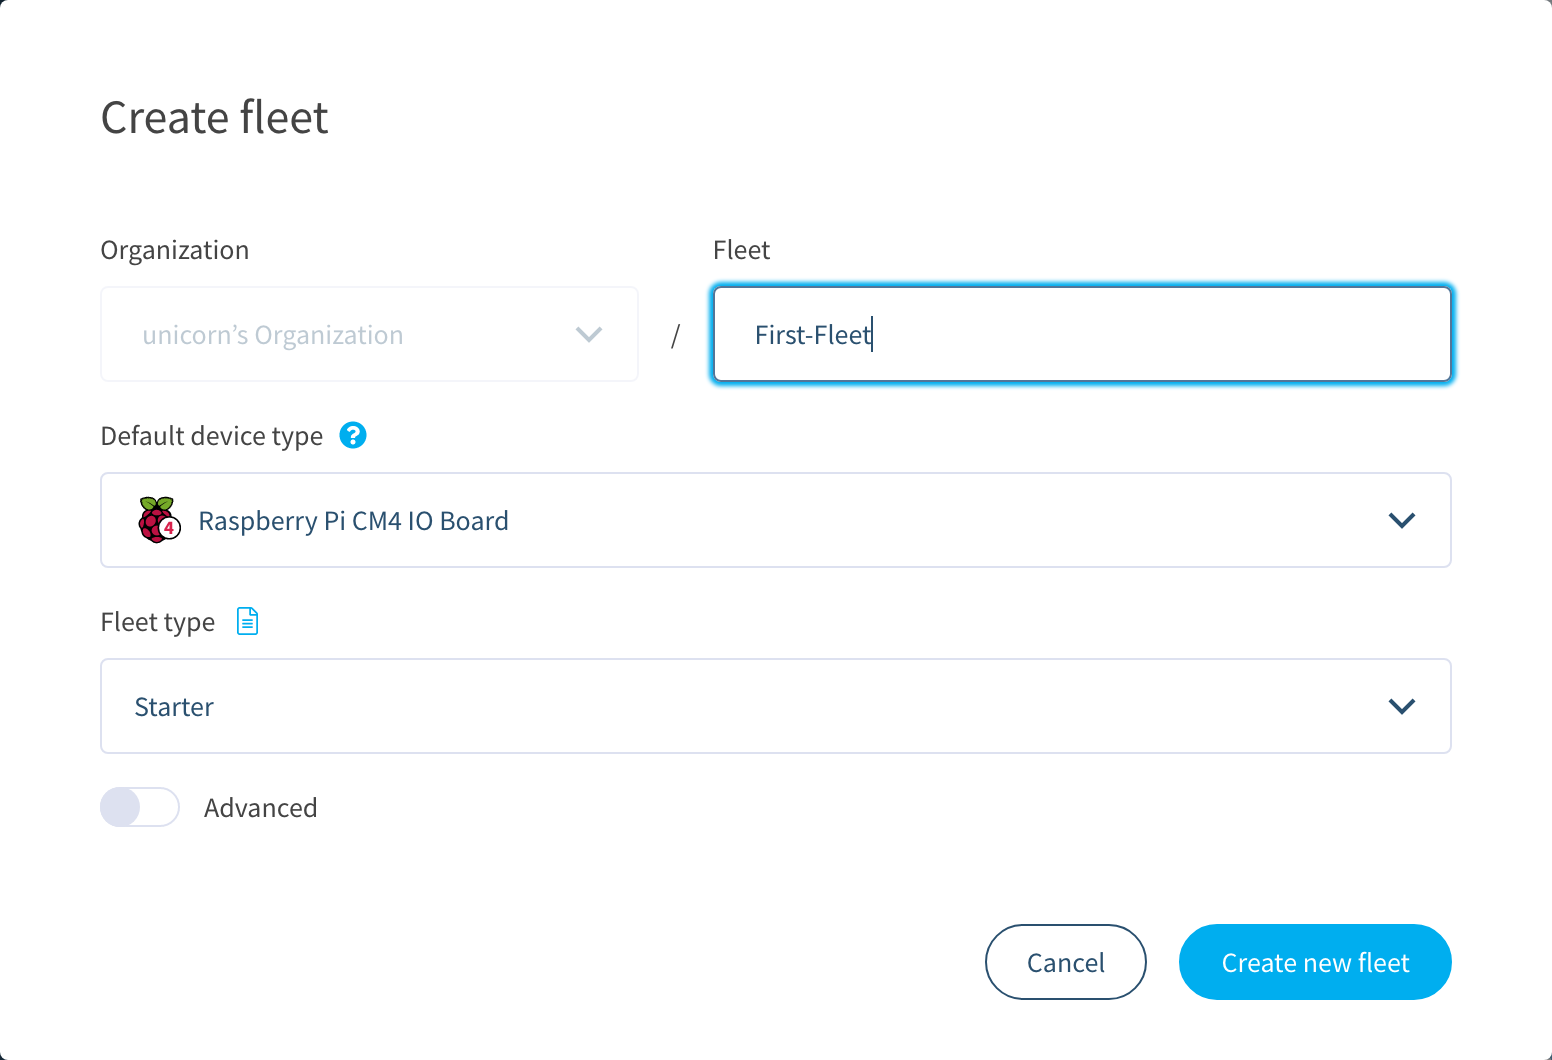 Create fleet
Organization
Fleet
unicorn’s Organization
/
First-Fleet
Default device type ?
4 Raspberry Pi CM4 IO Board
Fleet type
Starter
Advanced
Cancel
Create new fleet